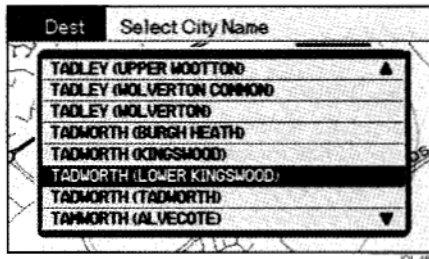 Dest Select City Name
TADLEY (UPPER WOOTTON)
TADLEY (WOLVERTON COMMON)
TADLEY (WOLVERTON)
TADWORTH (BURGH HEATH)
TADWORTH (KINGSWOOD)
TADWORTH (LOWER KINGSWOOD)
TADWORTH (TADWORTH)
TAMWORTH (ALVECOTE)